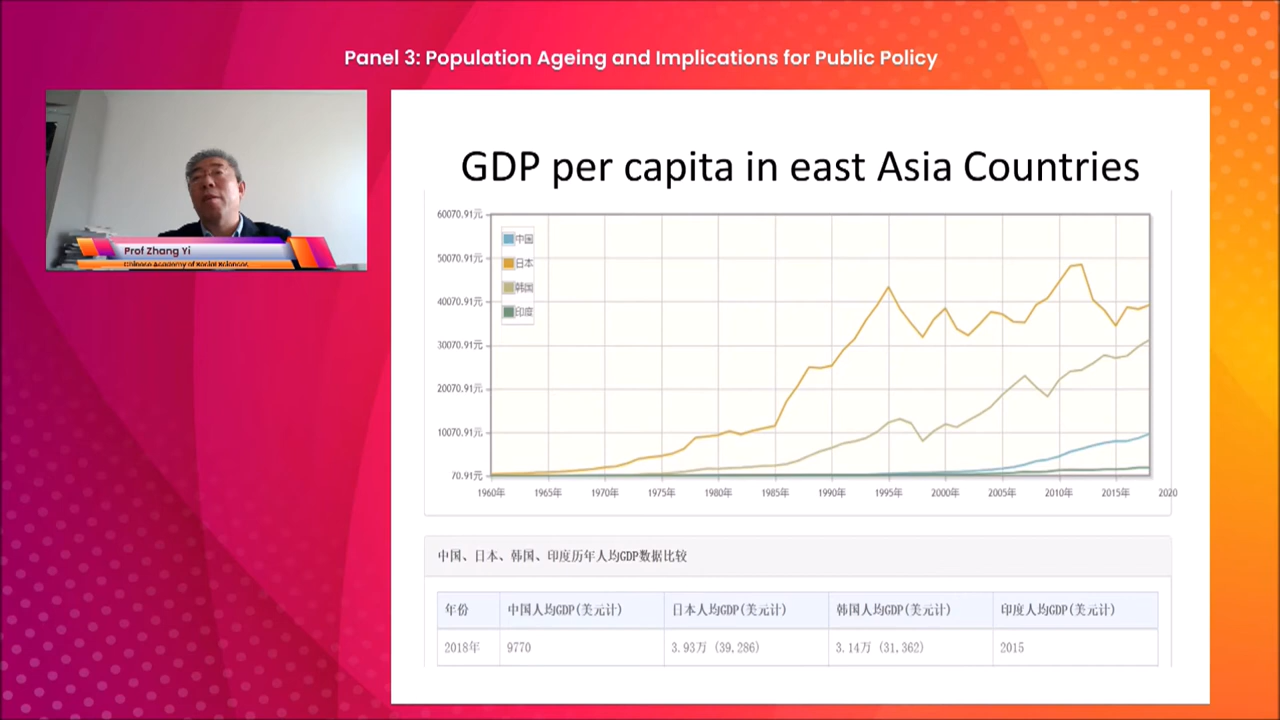 Panel 3: Population Ageing and Implications for Public Policy
Prof Zhang Yi
Chinese Academy of Social Sciences,
GDP per capita in east Asia Countries
60070.91元
50070.91元
40070.91元
30070.91元
20070.91元
10070.91元
70.91元
中国
日本
韩国
印度
1960年 1965年 1970年 1975年 1980年 1985年 1990年 1995年 2000年 2005年 2010年 2015年 2020
中国、日本、韩国、印度历年人均GDP数据比较
年份 中国人均GDP(美元计) 日本人均GDP(美元计) 韩国人均GDP(美元计) 印度人均GDP(美元计)
2018年 9770 3.93万 (39.286) 3.14万 (31.362) 2015